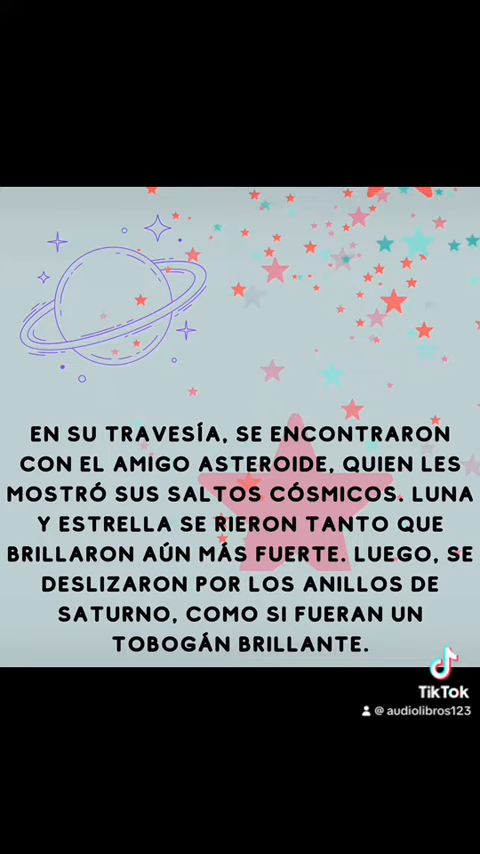 EN SU TRAVESÍA, SE ENCONTRARON
CON EL AMIGO ASTEROIDE, QUIEN LES
MOSTRÓ SUS SALTOS CÓSMICOS. LUNA
Y ESTRELLA SE RIERON TANTO QUE
BRILLARON AÚN MÁS FUERTE. LUEGO, SE
DESLIZARON POR LOS ANILLOS DE
SATURNO, COMO SI FUERAN UN
TOBOGÁN BRILLANTE.
TikTok
@audiolibros123